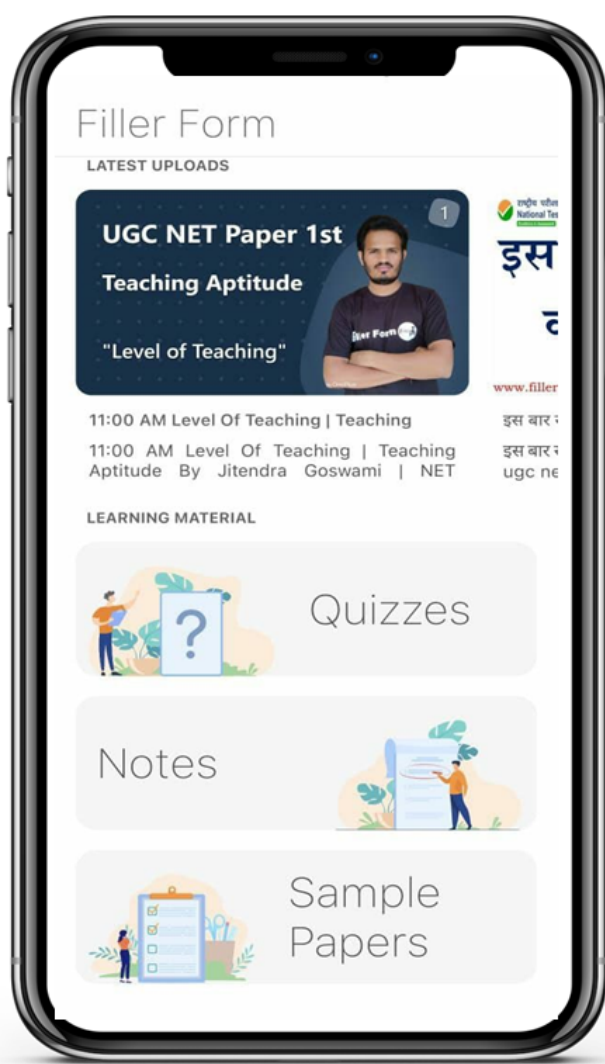 Filler Form
LATEST UPLOADS
1
UGC NET Paper 1st
Teaching Aptitude
"Level of Teaching"
Filler Form
National Tes
इस
www.filler
11:00 AM Level Of Teaching | Teaching
11:00 AM Level Of Teaching | Teaching
Aptitude By Jitendra Goswami | NET
इस बार
इस बार
ugc ne
LEARNING MATERIAL
?
Quizzes
Notes
Sample
Papers